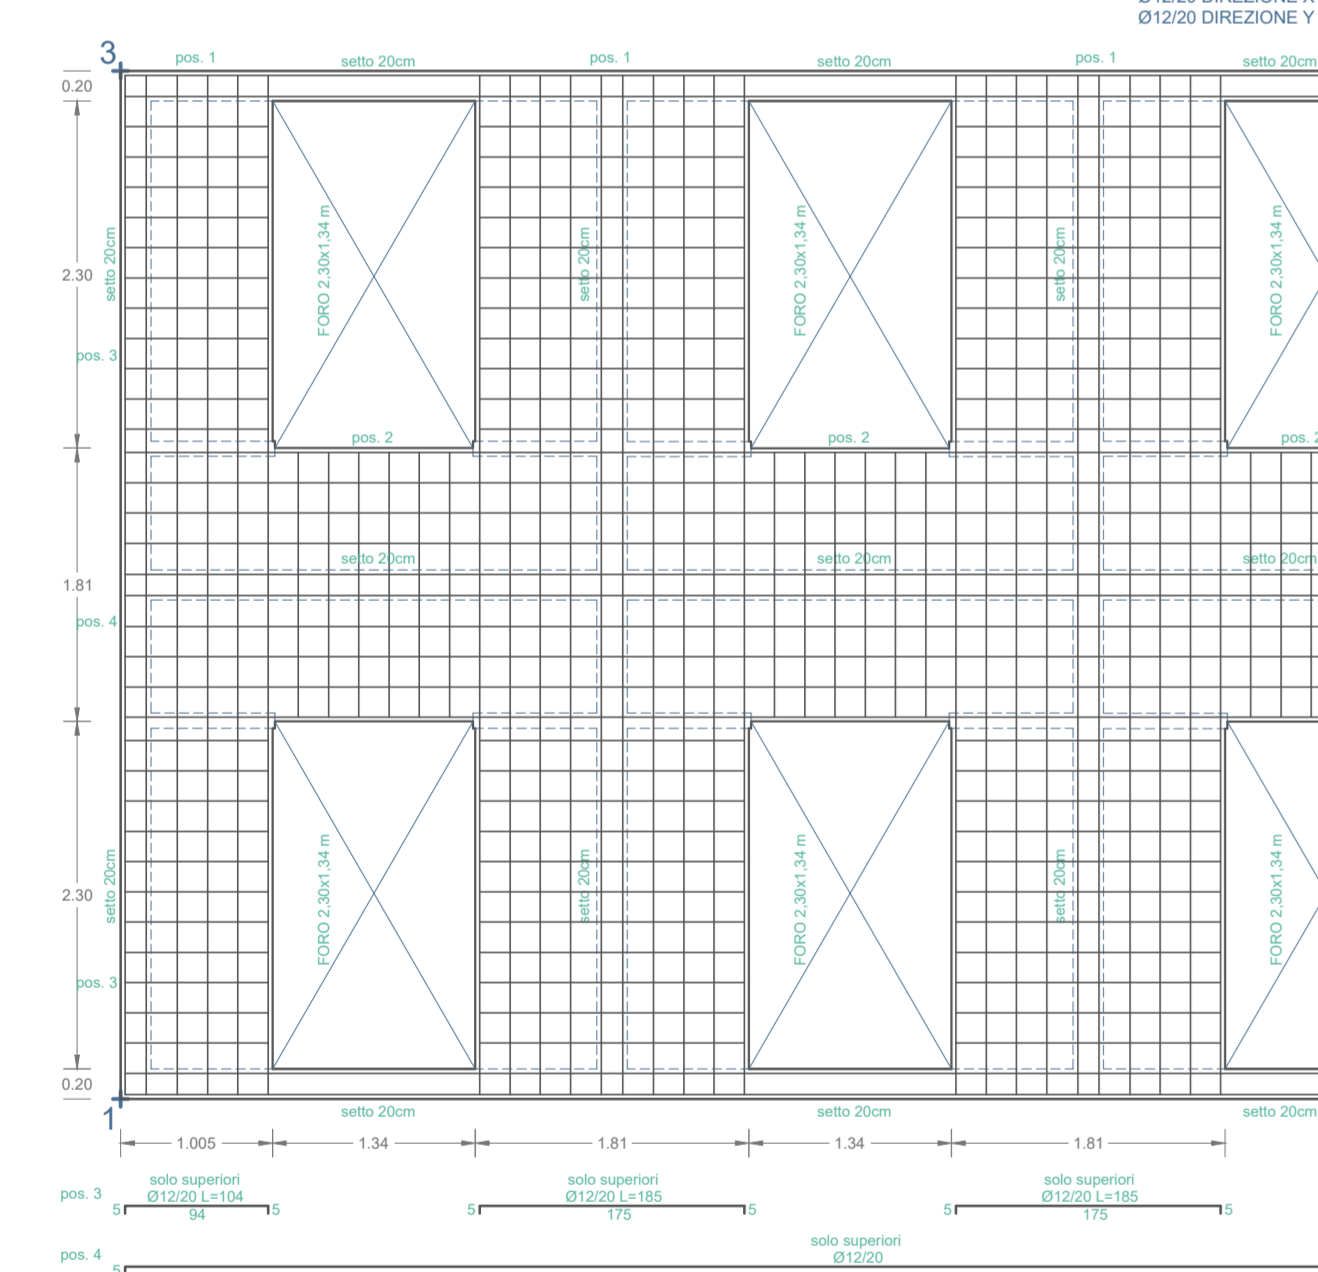 Ø12/20 DIREZIONE X
Ø12/20 DIREZIONE Y
3
pos. 1
setto 20cm
pos. 1
setto 20cm
pos. 1
setto 20cm
0.20
2.30
setto 20cm
FORO 2,30x1,34 m
setto 20cm
FORO 2,30x1,34 m
setto 20cm
FORO 2,30x1,34 m
pos. 3
pos. 2
pos. 2
pos. 2
1.81
setto 20cm
setto 20cm
setto 20cm
pos. 4
2.30
setto 20cm
FORO 2,30x1,34 m
setto 20cm
FORO 2,30x1,34 m
setto 20cm
FORO 2,30x1,34 m
pos. 3
0.20
1
setto 20cm
setto 20cm
setto 20cm
1.005
1.34
1.81
1.34
1.81
pos. 3
solo superiori
Ø12/20 L=104
5
94
5
solo superiori
Ø12/20 L=185
5
175
5
solo superiori
Ø12/20 L=185
5
175
5
pos. 4
solo superiori
Ø12/20
5